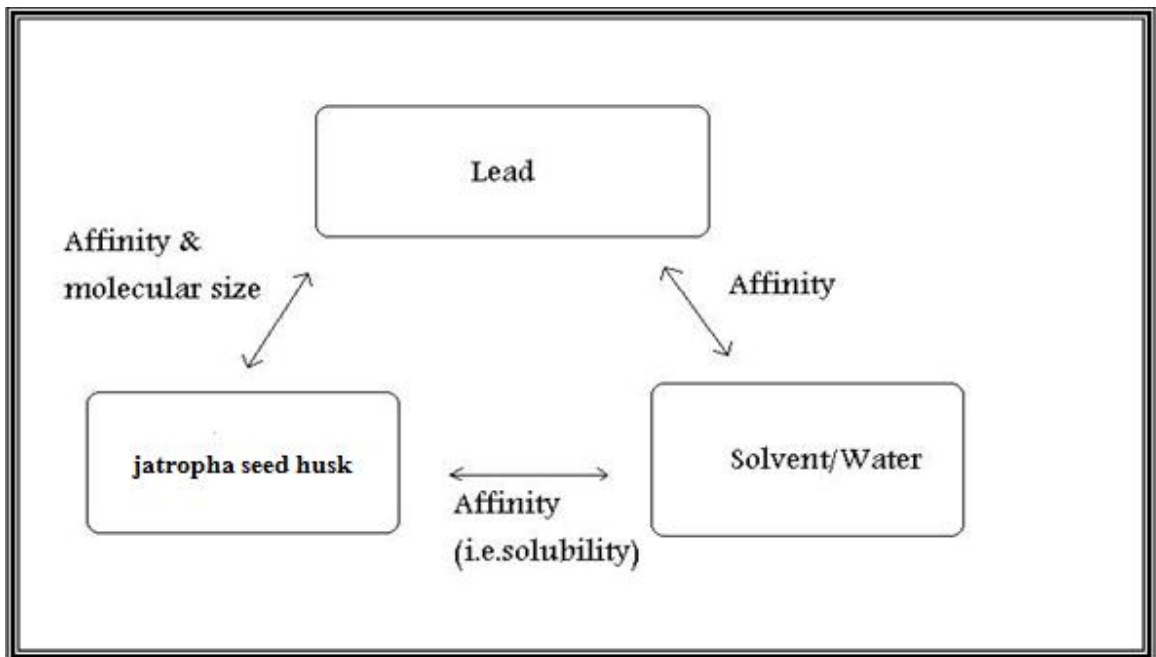 Lead
Affinity &
molecular size
Affinity
jatropha seed husk
Solvent/Water
Affinity
(i.e.solubility)